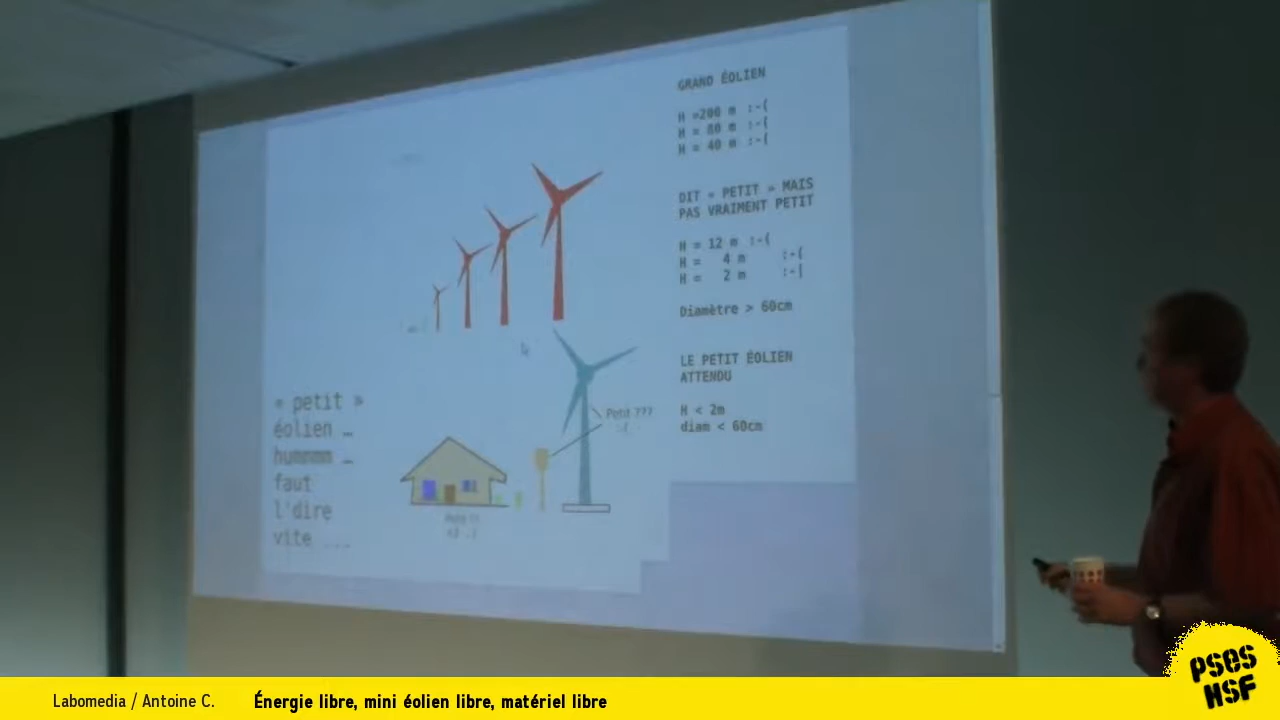 GRAND ÉOLIEN
H =200 m :-(
H = 80 m :-(
H = 40 m :-(
DIT « PETIT » MAIS
PAS VRAIMENT PETIT
H = 12 m :-(
H = 4 m :-(
H = 2 m :-|
Diamètre > 60cm
LE PETIT ÉOLIEN
ATTENDU
H < 2m
diam < 60cm
« petit »
éolien …
hummmm …
faut
l'dire
vite ...
Petit ???
Labomedia / Antoine C.
Énergie libre, mini éolien libre, matériel libre
PSES
HSF